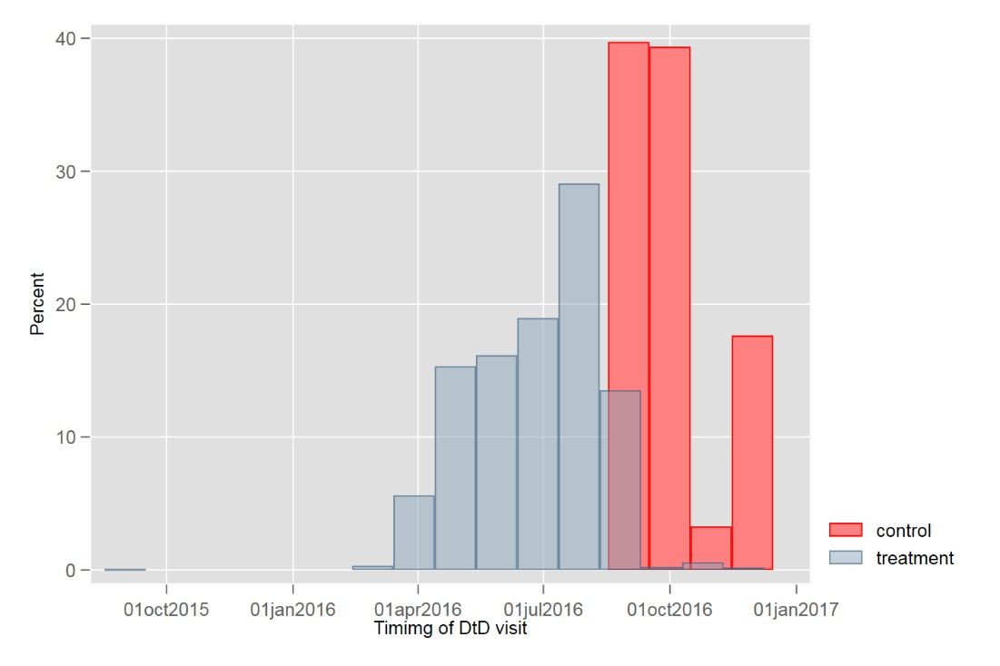 40
30
20
10
0
Percent
01oct2015 01jan2016 01apr2016 01jul2016 01oct2016 01jan2017
Timimg of DtD visit
control
treatment